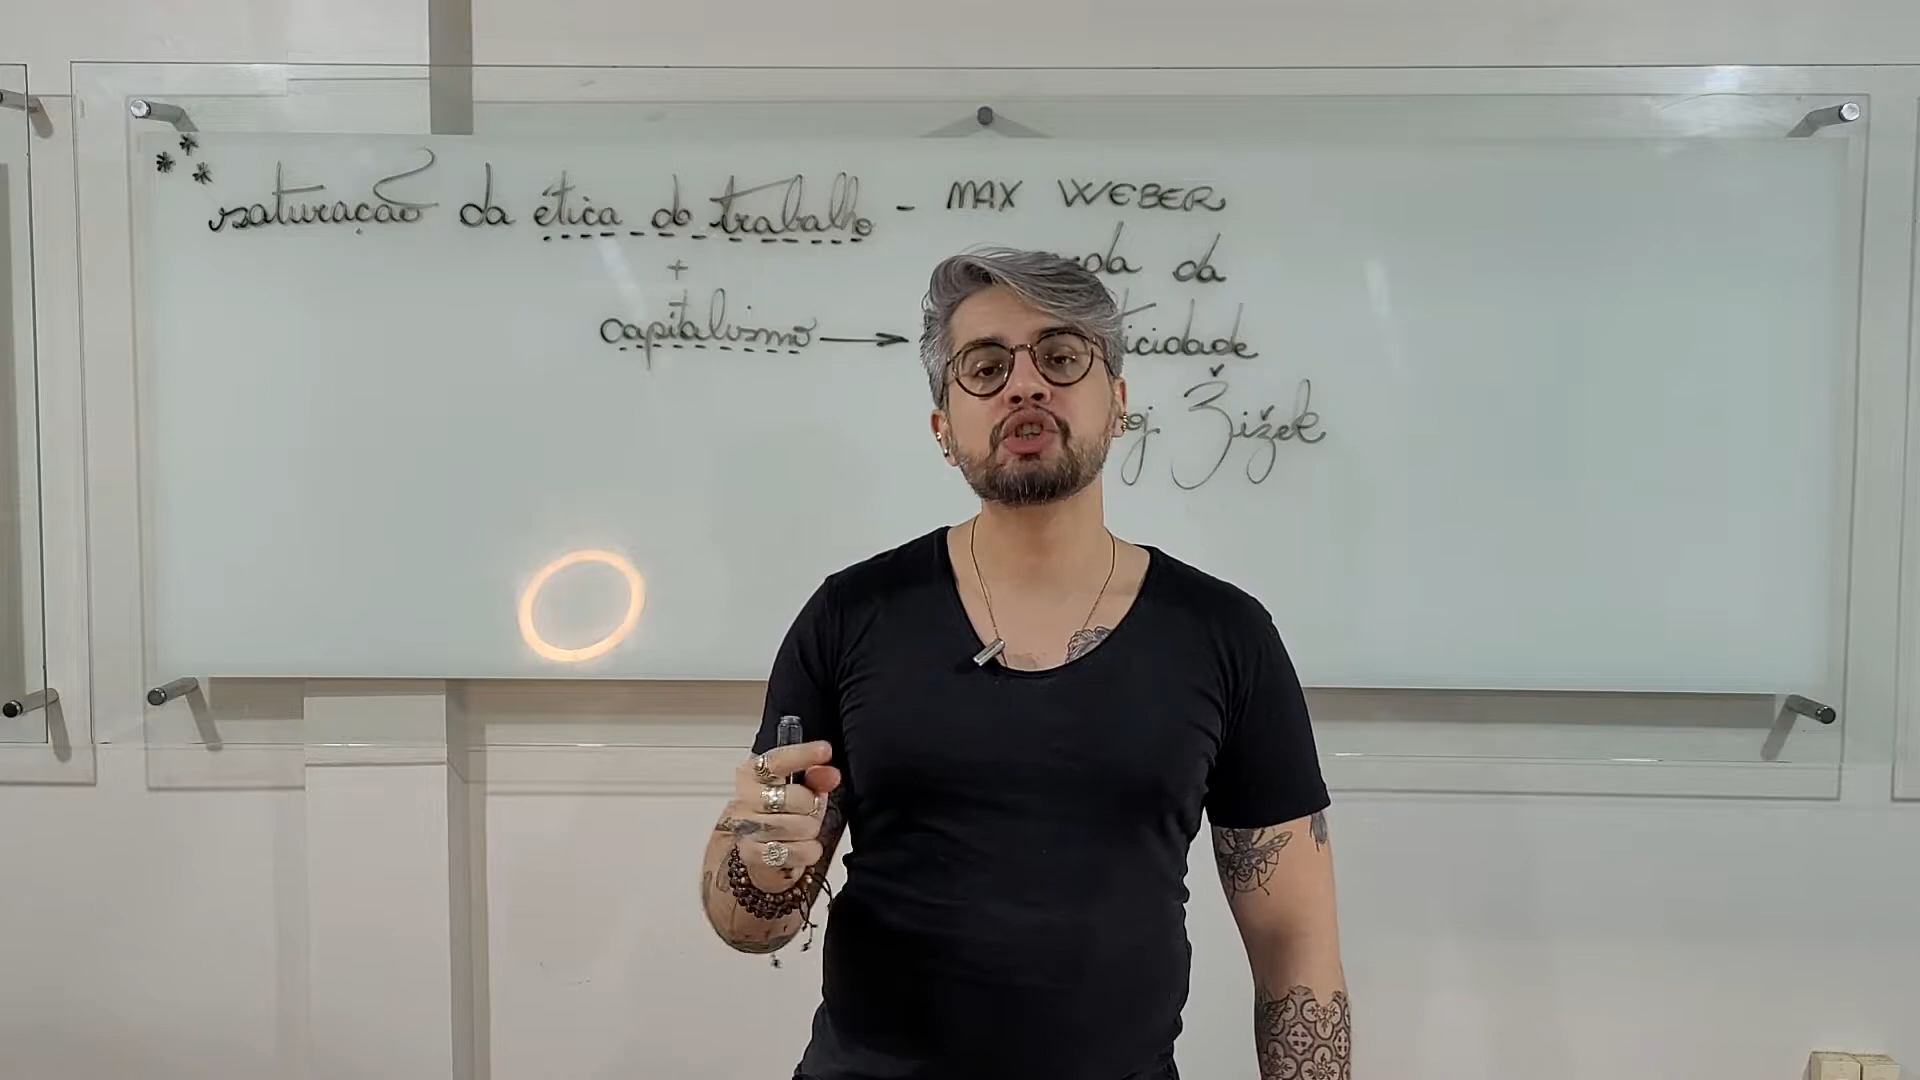 saturação da ética do trabalho - MAX WEBER
+
da
capitalismo →
Žižek